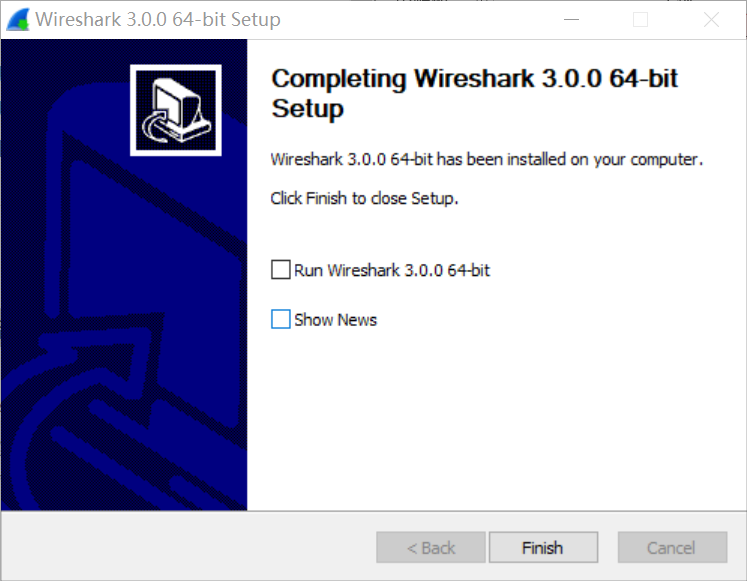 Wireshark 3.0.0 64-bit Setup
Completing Wireshark 3.0.0 64-bit
Setup
Wireshark 3.0.0 64-bit has been installed on your computer.
Click Finish to close Setup.
Run Wireshark 3.0.0 64-bit
Show News
< Back
Finish
Cancel